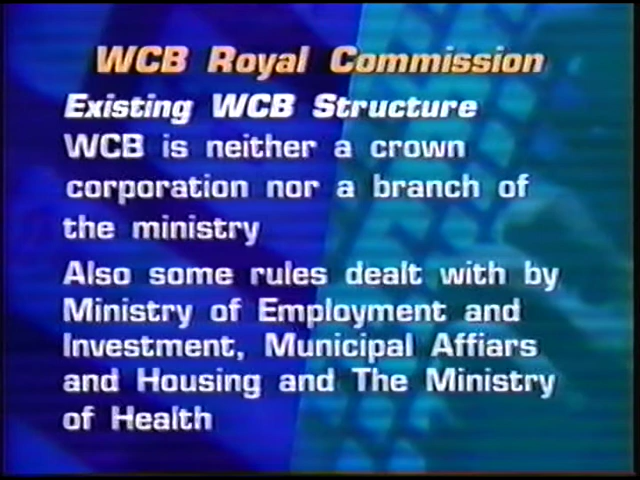 WCB Royal Commission
Existing WCB Structure
WCB is neither a crown
corporation nor a branch of
the ministry
Also some rules dealt with by
Ministry of Employment and
Investment, Municipal Affiars
and Housing and The Ministry
of Health